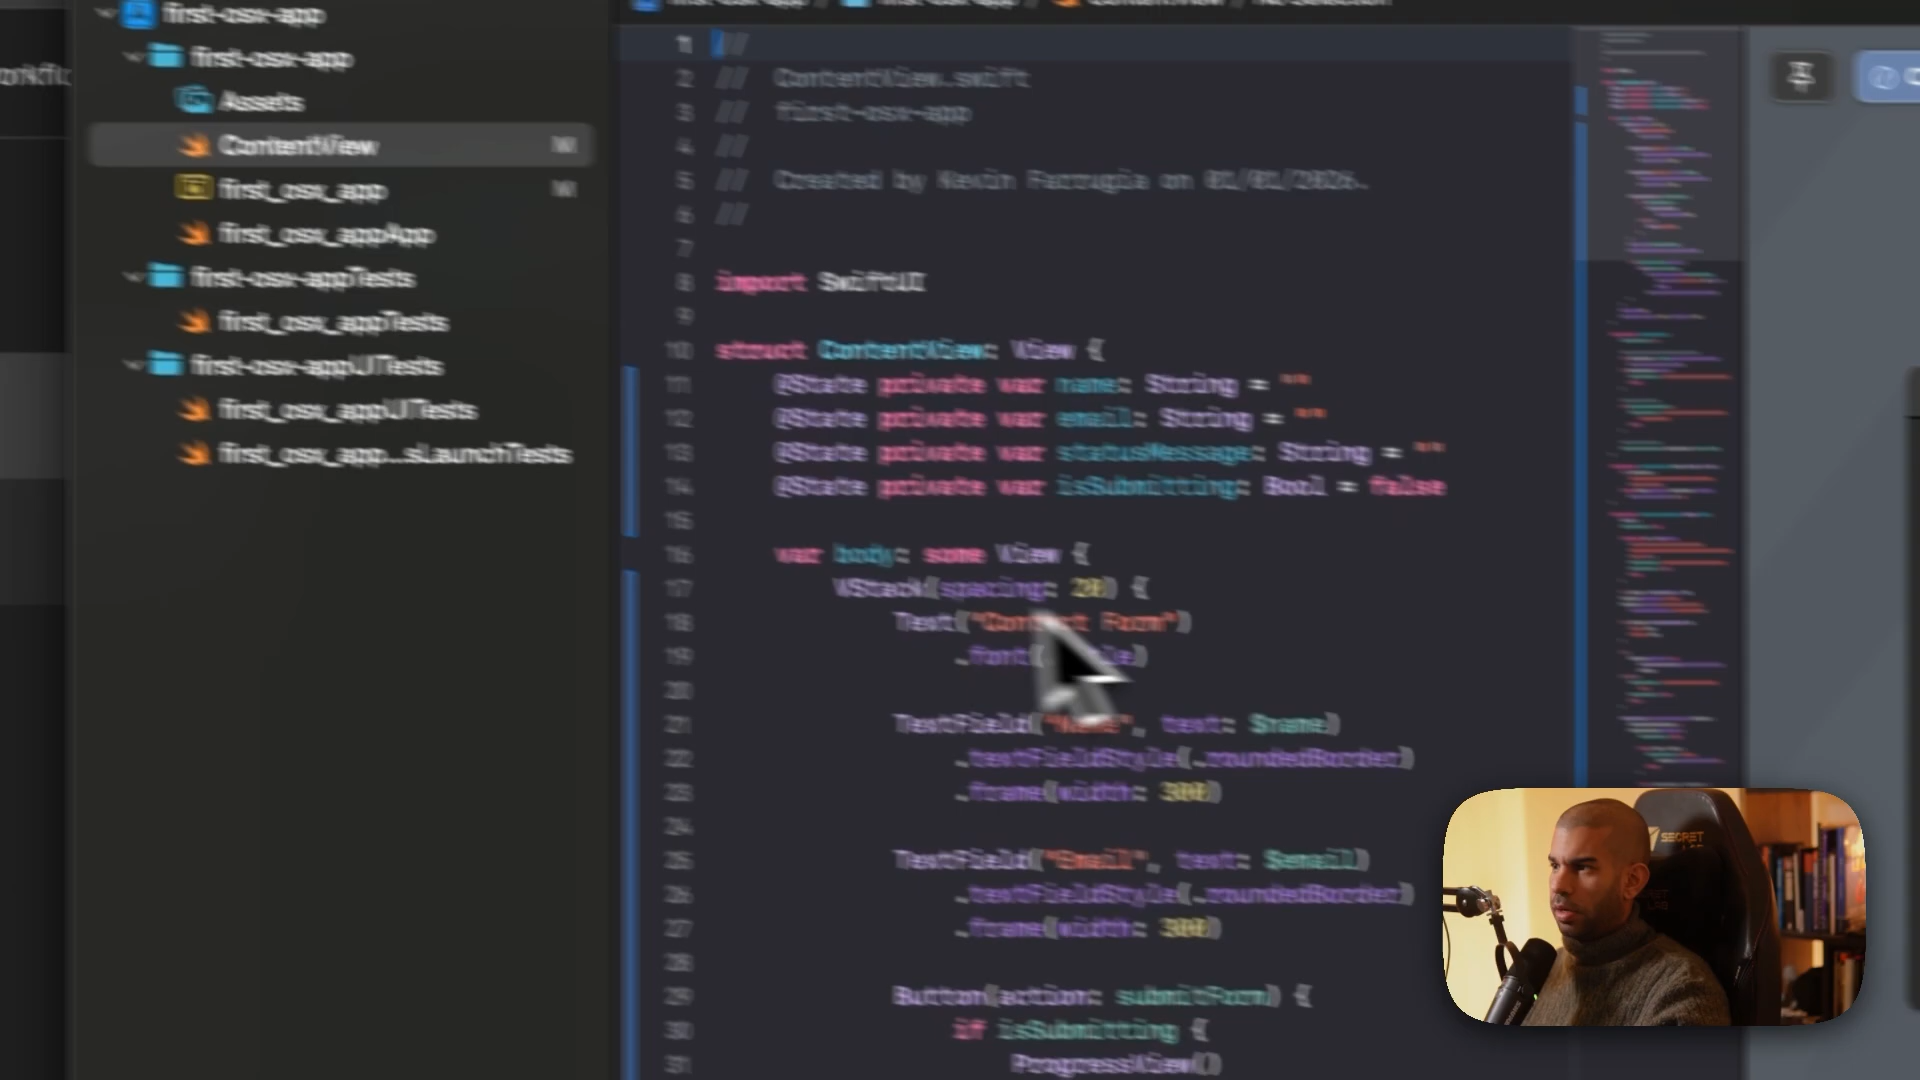 first-osx-app
first-osx-app
Assets
ContentView M
first_osx_app M
first_osx_appApp
first-osx-appTests
first_osx_appTests
first-osx-appUITests
first_osx_appUITests
first_osx_app...sLaunchTests
1 //
2 // ContentView.swift
3 // first-osx-app
4 //
5 // Created by Kevin Farrugia on 01/01/2026.
6 //
7
8 import SwiftUI
9
10 struct ContentView: View {
11 @State private var name: String = ""
12 @State private var email: String = ""
13 @State private var statusMessage: String = ""
14 @State private var isSubmitting: Bool = false
15
16 var body: some View {
17 VStack(spacing: 20) {
18 Text("Contact Form")
19 .font(.title)
20
21 TextField("Name", text: $name)
22 .textFieldStyle(.roundedBorder)
23 .frame(width: 300)
24
25 TextField("Email", text: $email)
26 .textFieldStyle(.roundedBorder)
27 .frame(width: 300)
28
29 Button(action: submitForm) {
30 if isSubmitting {
31 ProgressView()
SECRET
LAB